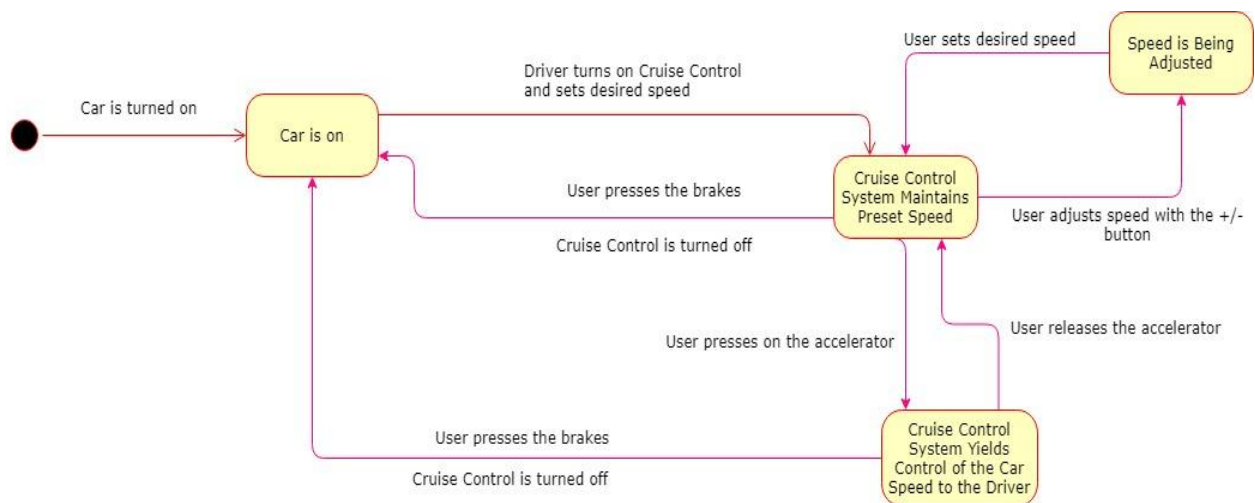 User sets desired speed
Speed is Being
Adjusted
Driver turns on Cruise Control
and sets desired speed
Car is turned on
Car is on
Cruise Control
System Maintains
Preset Speed
User presses the brakes
User adjusts speed with the +/-
button
Cruise Control is turned off
User releases the accelerator
User presses on the accelerator
Cruise Control
System Yields
Control of the Car
Speed to the Driver
User presses the brakes
Cruise Control is turned off